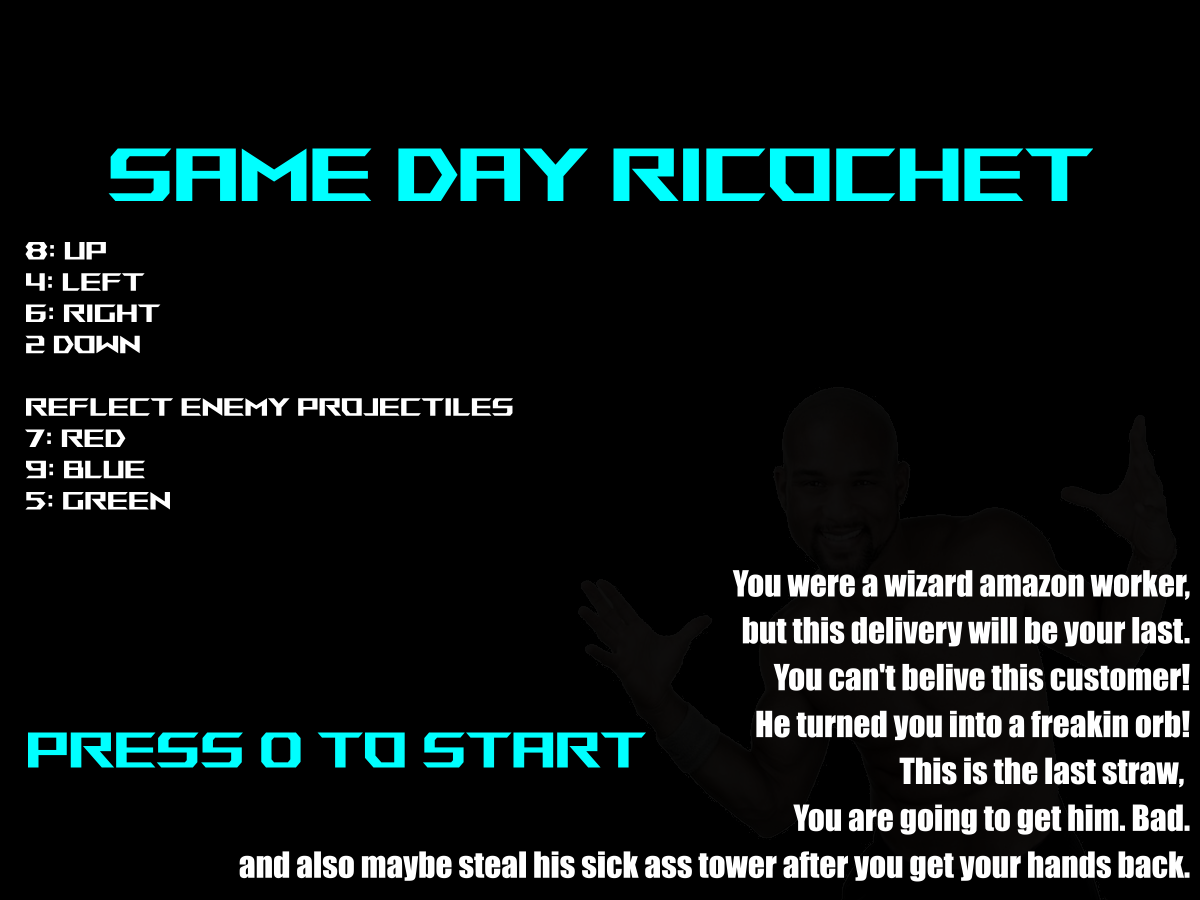 SAME DAY RICOCHET
8: UP
4: LEFT
6: RIGHT
2 DOWN
REFLECT ENEMY PROJECTILES
7: RED
9: BLUE
5: GREEN
You were a wizard amazon worker,
but this delivery will be your last.
You can't belive this customer!
He turned you into a freakin orb!
This is the last straw,
You are going to get him. Bad.
and also maybe steal his sick ass tower after you get your hands back.
PRESS 0 TO START